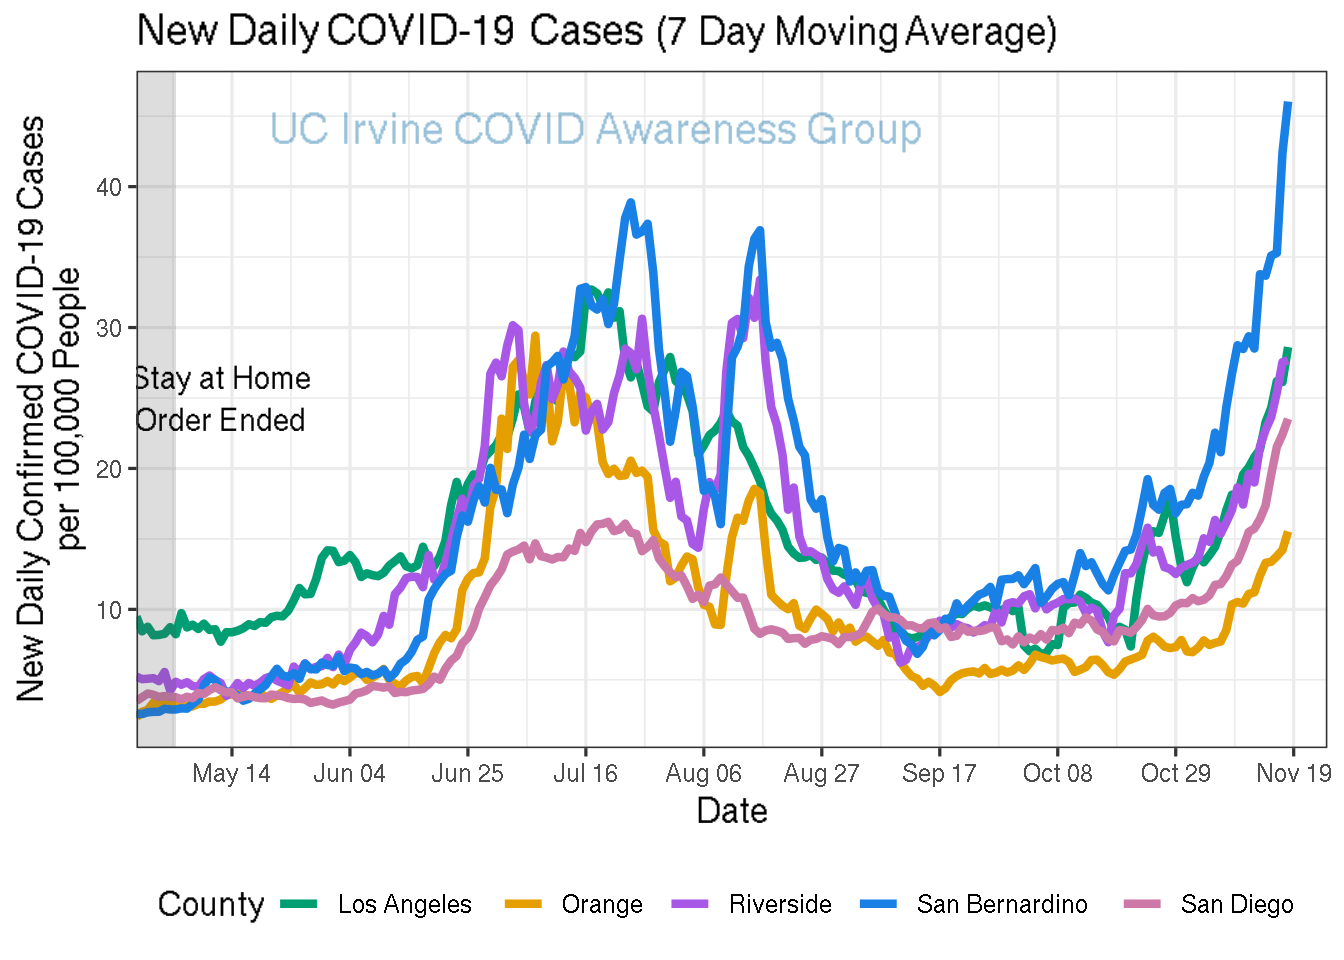 New Daily COVID-19 Cases (7 Day Moving Average)
UC Irvine COVID Awareness Group
New Daily Confirmed COVID-19 Cases
per 100,000 People
40
30
20
10
Stay at Home
Order Ended
May 14 Jun 04 Jun 25 Jul 16 Aug 06 Aug 27 Sep 17 Oct 08 Oct 29 Nov 19
Date
County Los Angeles Orange Riverside San Bernardino San Diego